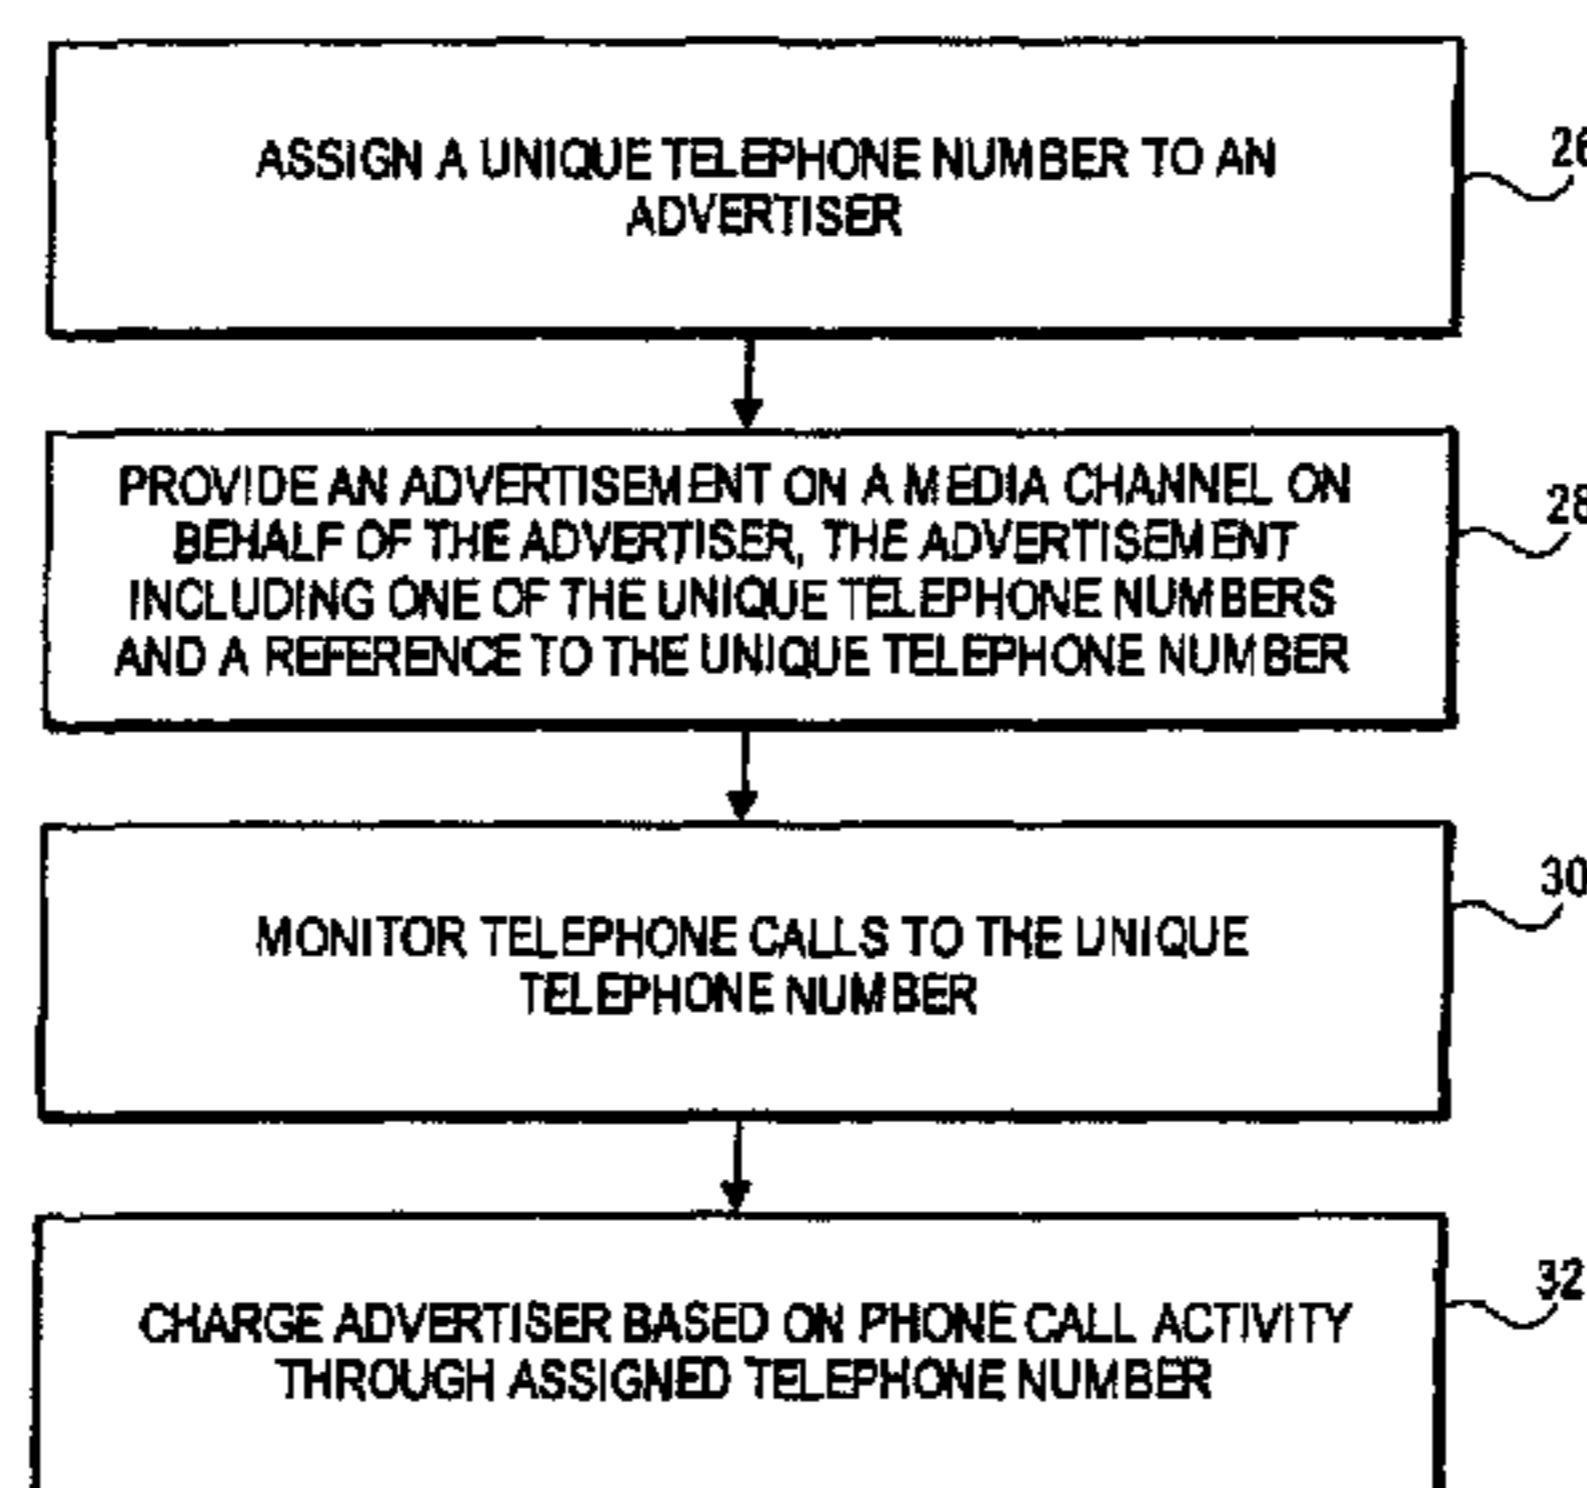 ASSIGN A UNIQUE TELEPHONE NUMBER TO AN
ADVERTISER
26
PROVIDE AN ADVERTISEMENT ON A MEDIA CHANNEL ON
BEHALF OF THE ADVERTISER, THE ADVERTISEMENT
INCLUDING ONE OF THE UNIQUE TELEPHONE NUMBERS
AND A REFERENCE TO THE UNIQUE TELEPHONE NUMBER
28
MONITOR TELEPHONE CALLS TO THE UNIQUE
TELEPHONE NUMBER
30
CHARGE ADVERTISER BASED ON PHONE CALL ACTIVITY
THROUGH ASSIGNED TELEPHONE NUMBER
32